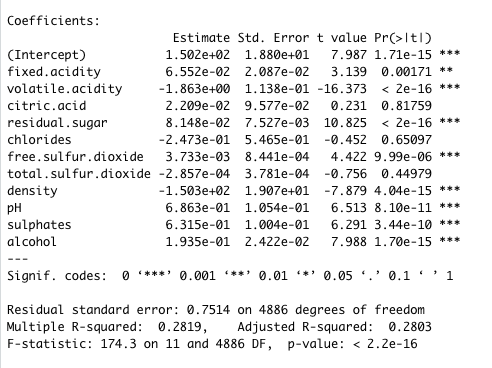 Coefficients:
                       Estimate Std. Error t value Pr(>|t|)
(Intercept)           1.502e+02  1.880e+01   7.987 1.71e-15 ***
fixed.acidity         6.552e-02  2.087e-02   3.139  0.00171 **
volatile.acidity     -1.863e+00  1.138e-01 -16.373  < 2e-16 ***
citric.acid           2.209e-02  9.577e-02   0.231  0.81759
residual.sugar        8.148e-02  7.527e-03  10.825  < 2e-16 ***
chlorides            -2.473e-01  5.465e-01  -0.452  0.65097
free.sulfur.dioxide   3.733e-03  8.441e-04   4.422 9.99e-06 ***
total.sulfur.dioxide -2.857e-04  3.781e-04  -0.756  0.44979
density              -1.503e+02  1.907e+01  -7.879 4.04e-15 ***
pH                    6.863e-01  1.054e-01   6.513 8.10e-11 ***
sulphates             6.315e-01  1.004e-01   6.291 3.44e-10 ***
alcohol               1.935e-01  2.422e-02   7.988 1.70e-15 ***
---
Signif. codes:  0 ‘***’ 0.001 ‘**’ 0.01 ‘*’ 0.05 ‘.’ 0.1 ‘ ’ 1
Residual standard error: 0.7514 on 4886 degrees of freedom
Multiple R-squared:  0.2819,    Adjusted R-squared:  0.2803
F-statistic: 174.3 on 11 and 4886 DF,  p-value: < 2.2e-16